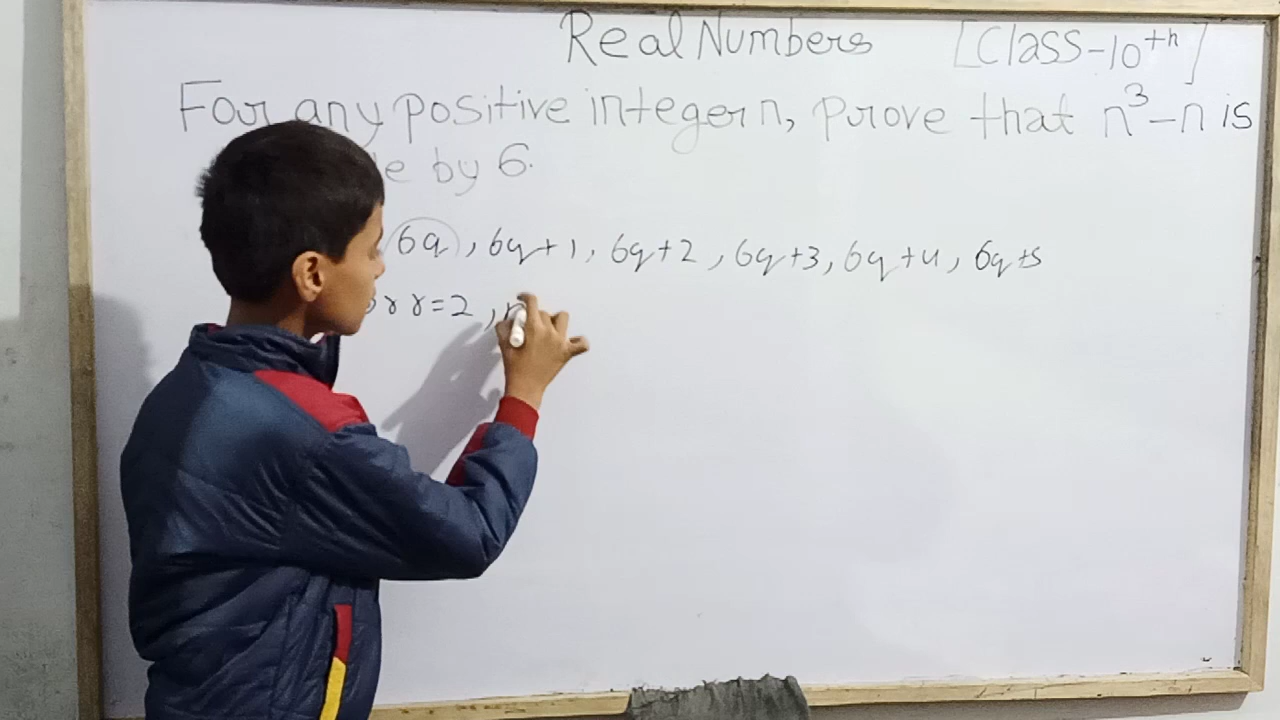 Real Numbers [Class-10th]
For any positive integer n, prove that n³-n is
by 6.
6q, 6q+1, 6q+2, 6q+3, 6q+4, 6q+5
r=2, n